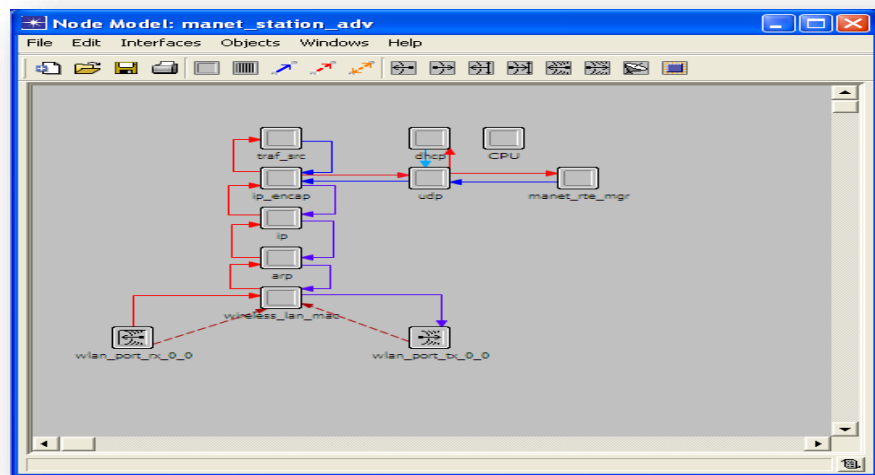 Node Model: manet_station_adv
File Edit Interfaces Objects Windows Help
traf_src
dhcp
CPU
ip_encap
udp
manet_rte_mgr
ip
arp
wireless_lan_mac
wlan_port_rx_0_0
wlan_port_tx_0_0